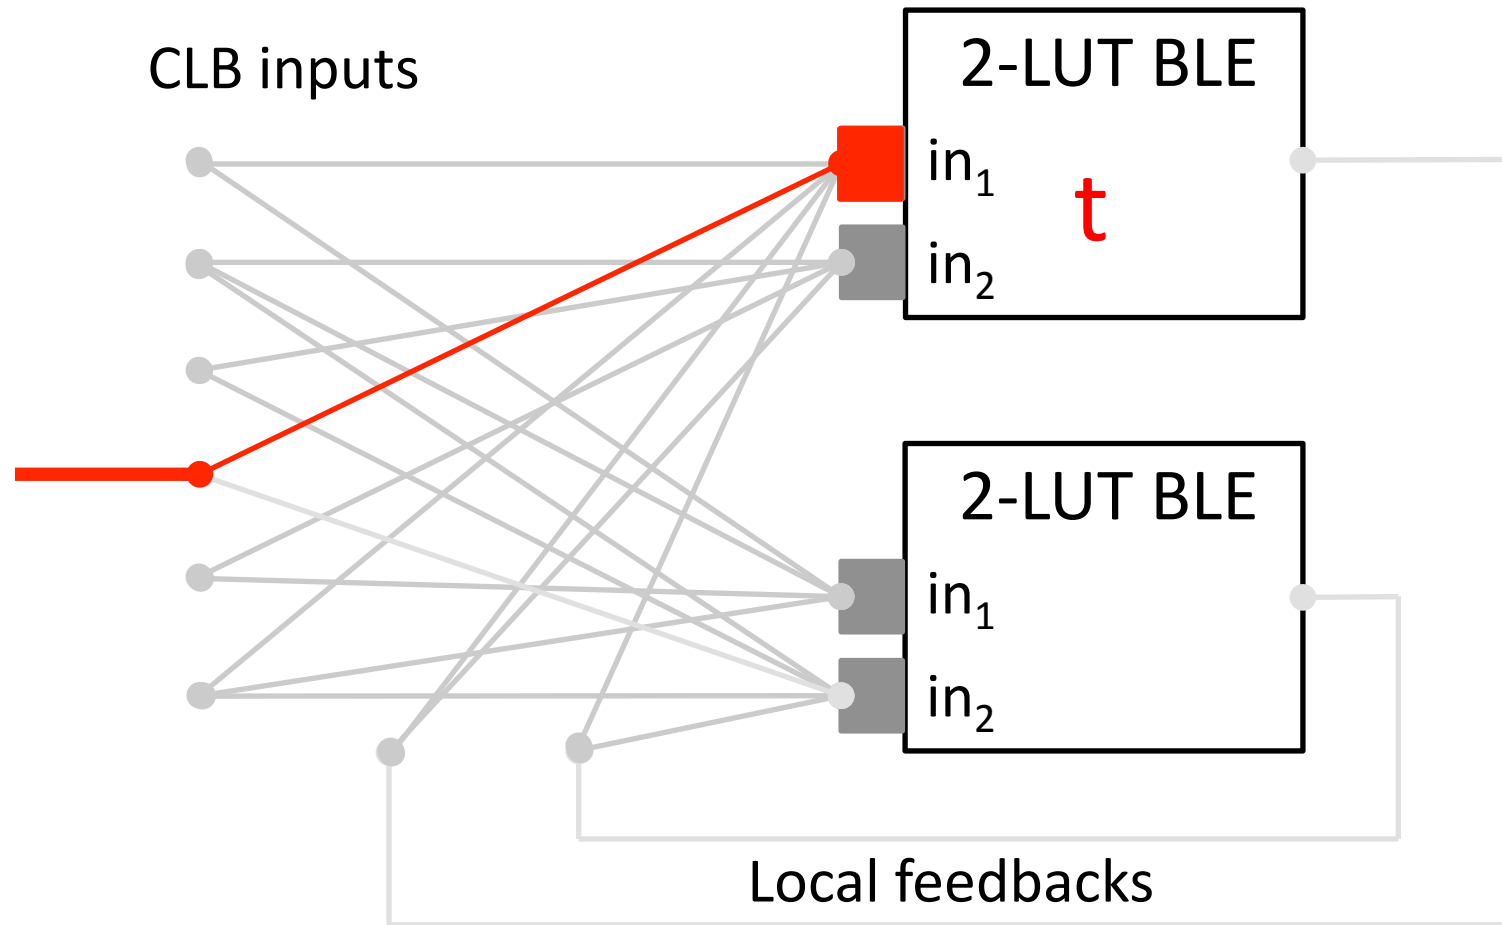 CLB inputs
2-LUT BLE
in₁
t
in₂
2-LUT BLE
in₁
in₂
Local feedbacks